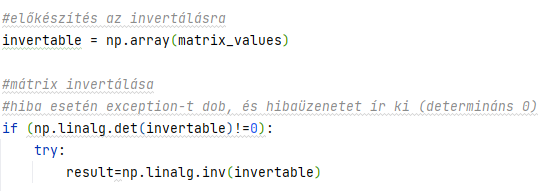 #előkészítés az invertálásra
invertable = np.array(matrix_values)
#mátrix invertálása
#hiba esetén exception-t dob, és hibaüzenetet ír ki (determináns 0)
if (np.linalg.det(invertable)!=0):
try:
result=np.linalg.inv(invertable)